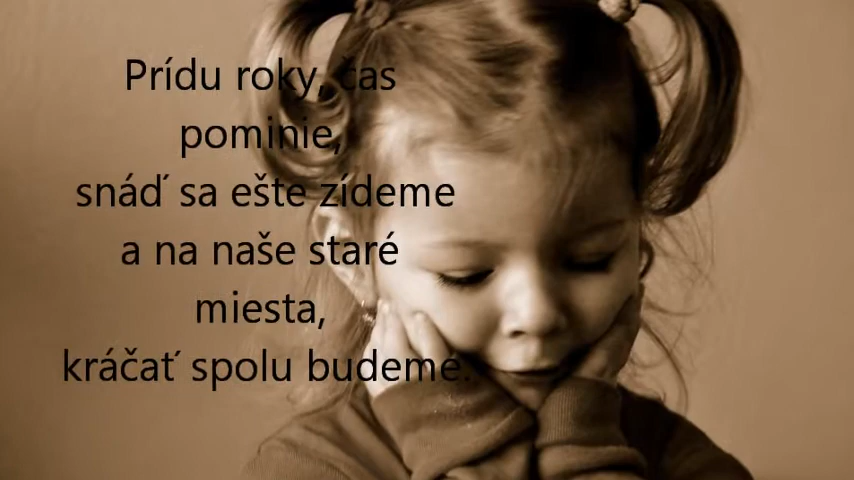 Prídu roky, čas
pominie,
snáď sa ešte zídeme
a na naše staré
miesta,
kráčať spolu budeme.